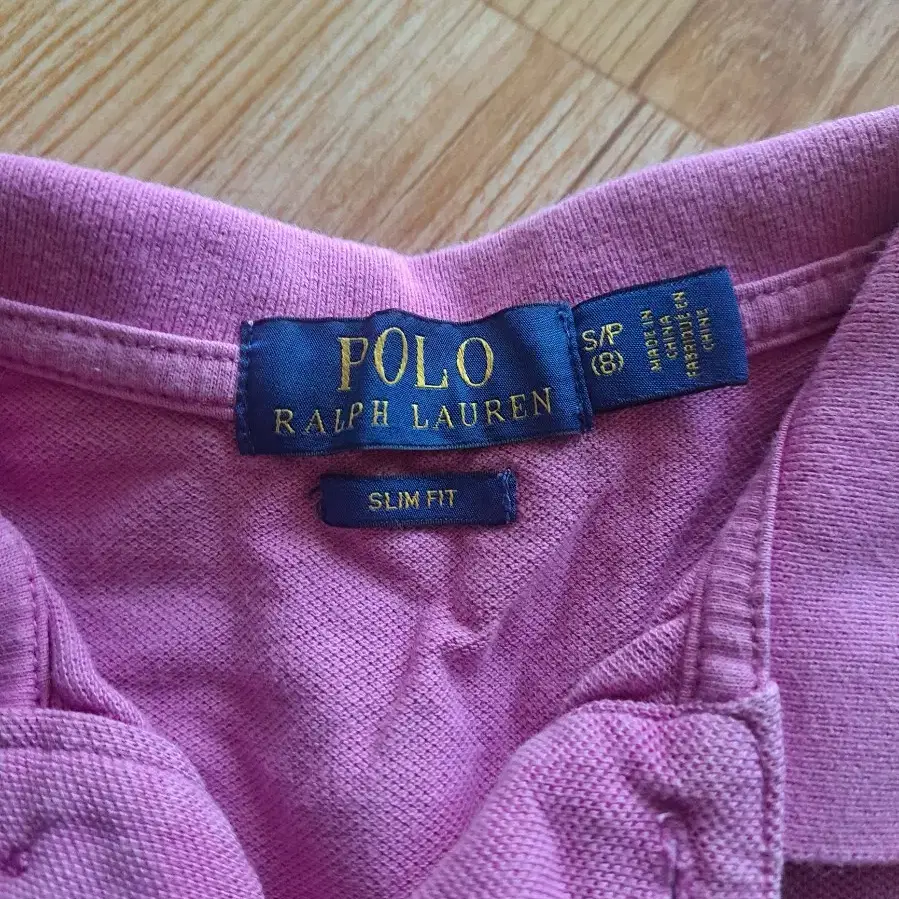 POLO
RALPH LAUREN
S/P
(8)
MADE IN
CHINA
FABRIQUÉ EN
CHINE
SLIM FIT